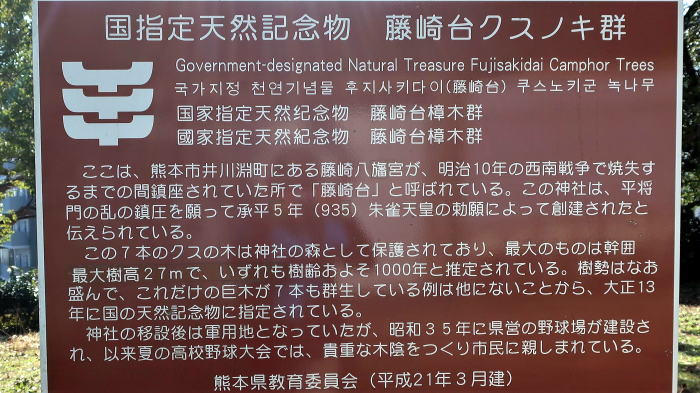 国指定天然記念物　藤崎台クスノキ群
Government-designated Natural Treasure Fujisakidai Camphor Trees
국가지정 천연기념물 후지사키다이(藤崎台) 쿠스노키군 녹나무
国家指定天然纪念物　藤崎台樟木群
國家指定天然紀念物　藤崎台樟木群
ここは、熊本市井川淵町にある藤崎八旛宮が、明治10年の西南戦争で焼失す
るまでの間鎮座されていた所で「藤崎台」と呼ばれている。この神社は、平将
門の乱の鎮圧を願って承平５年（935）朱雀天皇の勅願によって創建されたと
伝えられている。
この７本のクスの木は神社の森として保護されており、最大のものは幹囲
最大樹高２７ｍで、いずれも樹齢およそ1000年と推定されている。樹勢はなお
盛んで、これだけの巨木が７本も群生している例は他にないことから、大正13
年に国の天然記念物に指定されている。
神社の移設後は軍用地となっていたが、昭和３５年に県営の野球場が建設さ
れ、以来夏の高校野球大会では、貴重な木陰をつくり市民に親しまれている。
熊本県教育委員会（平成21年３月建）